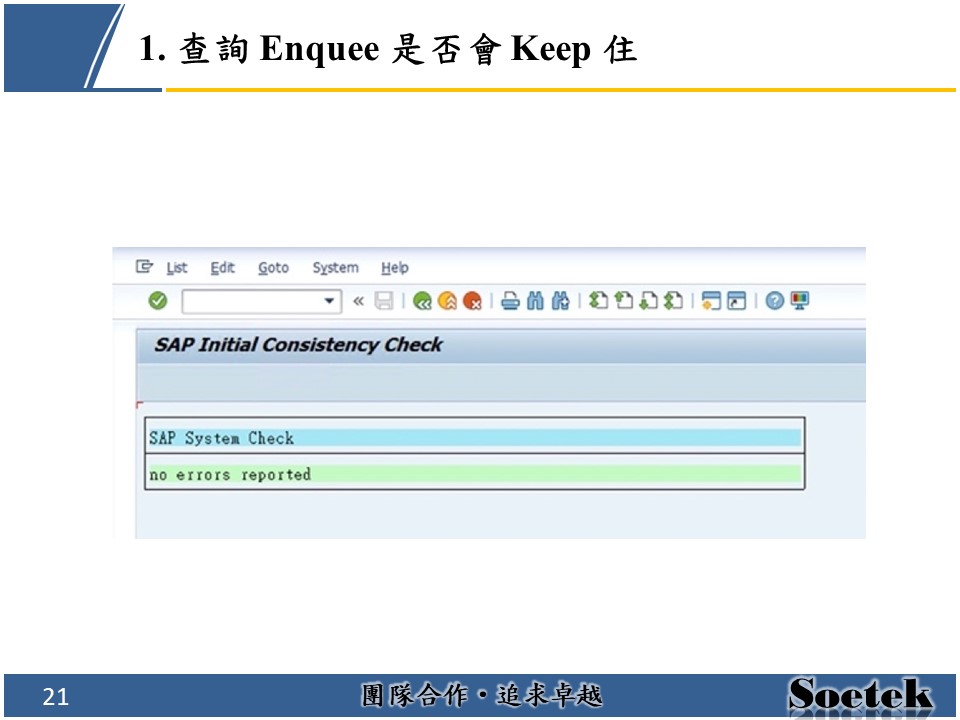 1. 查詢 Enquee 是否會 Keep 住
List Edit Goto System Help
SAP Initial Consistency Check
SAP System Check
no errors reported
21
團隊合作‧追求卓越
Soetek